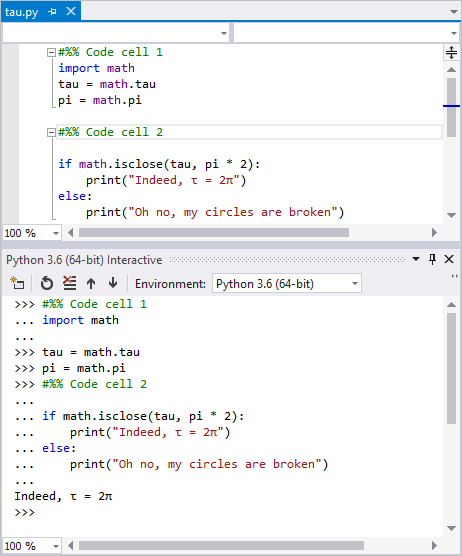 tau.py
#%% Code cell 1
import math
tau = math.tau
pi = math.pi
#%% Code cell 2
if math.isclose(tau, pi * 2):
    print("Indeed, τ = 2π")
else:
    print("Oh no, my circles are broken")
100 %
Python 3.6 (64-bit) Interactive
Environment: Python 3.6 (64-bit)
>>> #%% Code cell 1
... import math
...
>>> tau = math.tau
>>> pi = math.pi
>>> #%% Code cell 2
...
... if math.isclose(tau, pi * 2):
...     print("Indeed, τ = 2π")
... else:
...     print("Oh no, my circles are broken")
...
Indeed, τ = 2π
>>>
100 %